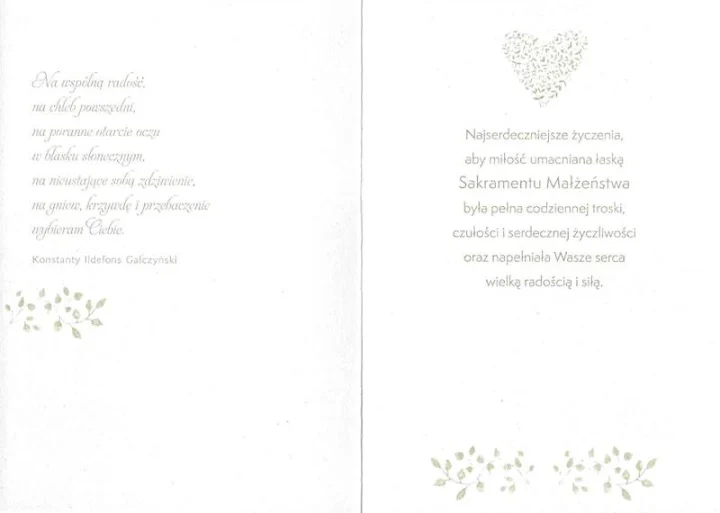 Na wspólną radość,
na chleb powszedni,
na poranne otarcie oczu
w blasku słonecznym,
na nieustające sobą zdziwienie,
na gniew, krzywdę i przebaczenie
wybieram Ciebie.
Konstanty Ildefons Gałczyński
Najserdeczniejsze życzenia,
aby miłość umacniana łaską
Sakramentu Małżeństwa
była pełna codziennej troski,
czułości i serdecznej życzliwości
oraz napełniała Wasze serca
wielką radością i siłą.